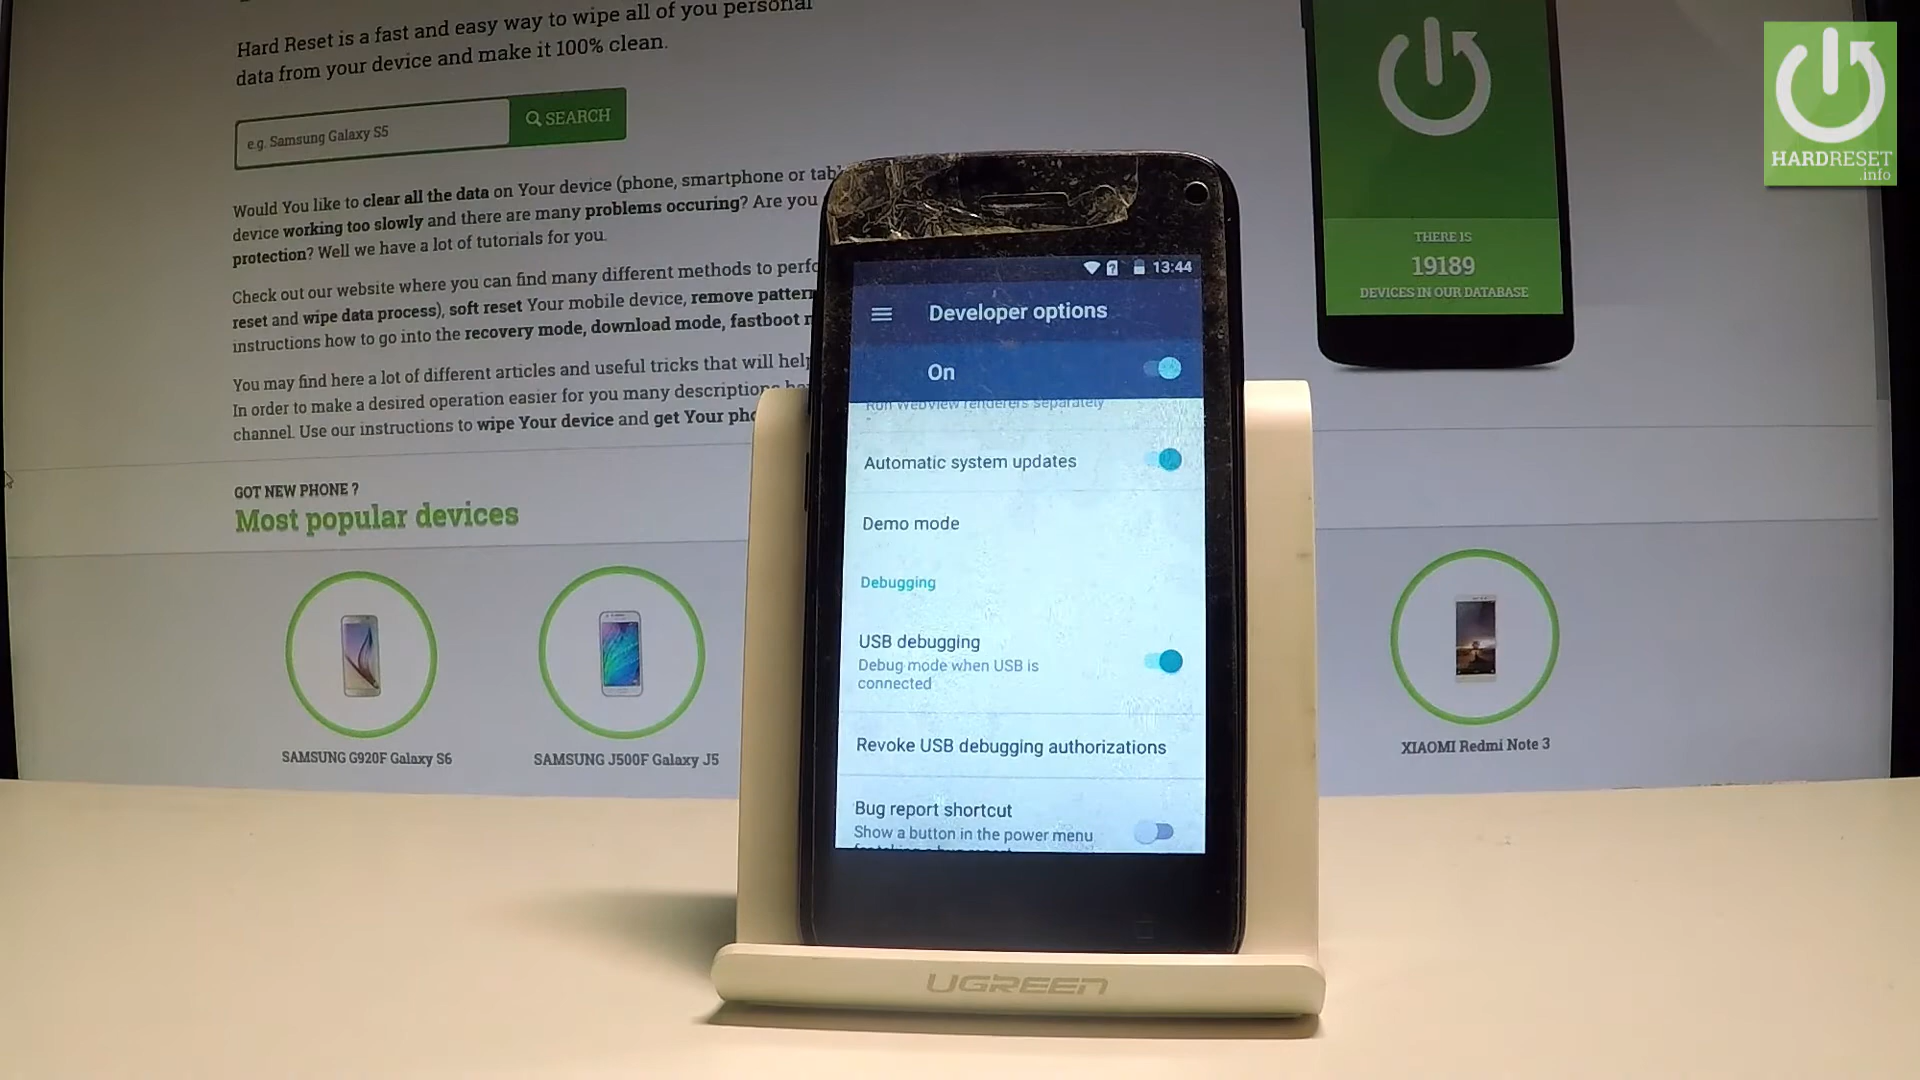 Hard Reset is a fast and easy way to wipe all of you personal
data from your device and make it 100% clean.
e.g. Samsung Galaxy S5
SEARCH
Would You like to clear all the data on Your device (phone, smartphone or
device working too slowly and there are many problems occuring? Are you
protection? Well we have a lot of tutorials for you.
Check out our website where you can find many different methods to
reset and wipe data process), soft reset Your mobile device, remove
instructions how to go into the recovery mode, download mode, fastboot
You may find here a lot of different articles and useful tricks that will
In order to make a desired operation easier for you many descriptions
channel. Use our instructions to wipe Your device and get Your
GOT NEW PHONE ?
Most popular devices
SAMSUNG G920F Galaxy S6
SAMSUNG J500F Galaxy J5
XIAOMI Redmi Note 3
THERE IS
19189
DEVICES IN OUR DATABASE
HARDRESET
.info
13:44
Developer options
On
Run WebView renderers separately
Automatic system updates
Demo mode
Debugging
USB debugging
Debug mode when USB is
connected
Revoke USB debugging authorizations
Bug report shortcut
Show a button in the power menu
UGREEN